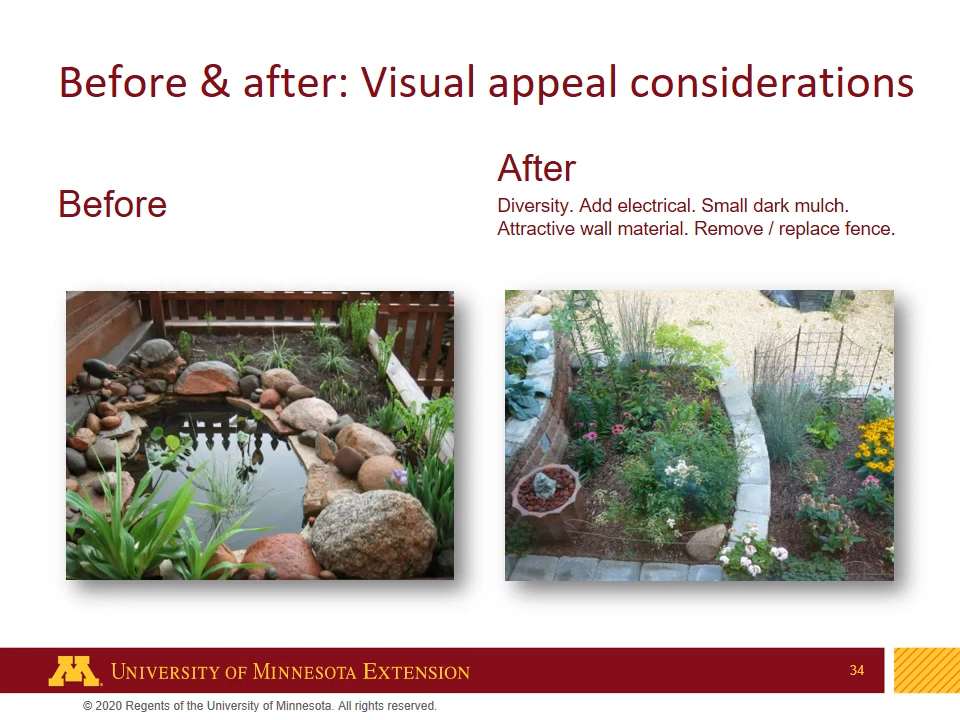 Before & after: Visual appeal considerations
Before
After
Diversity. Add electrical. Small dark mulch.
Attractive wall material. Remove / replace fence.
M
UNIVERSITY OF MINNESOTA EXTENSION
34
© 2020 Regents of the University of Minnesota. All rights reserved.